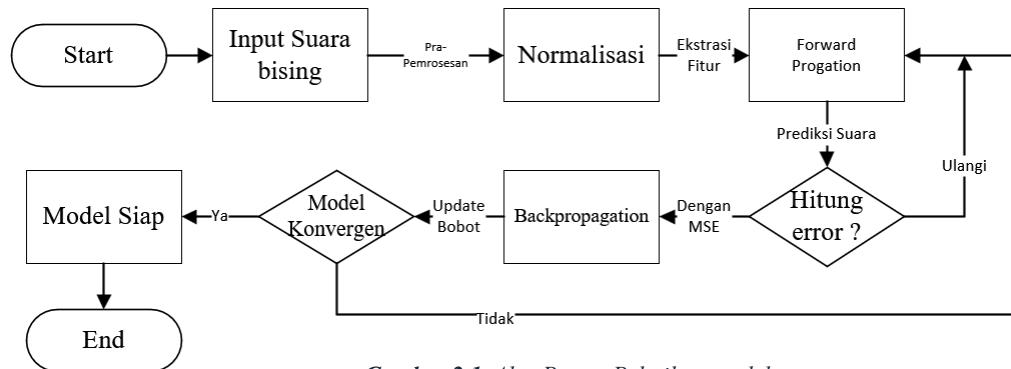 Start
Input Suara
bising
Pra-
Pemrosesan
Normalisasi
Ekstrasi
Fitur
Forward
Progation
Prediksi Suara
Ulangi
Hitung
error ?
Dengan
MSE
Backpropagation
Update
Bobot
Model
Konvergen
Ya
Model Siap
Tidak
End